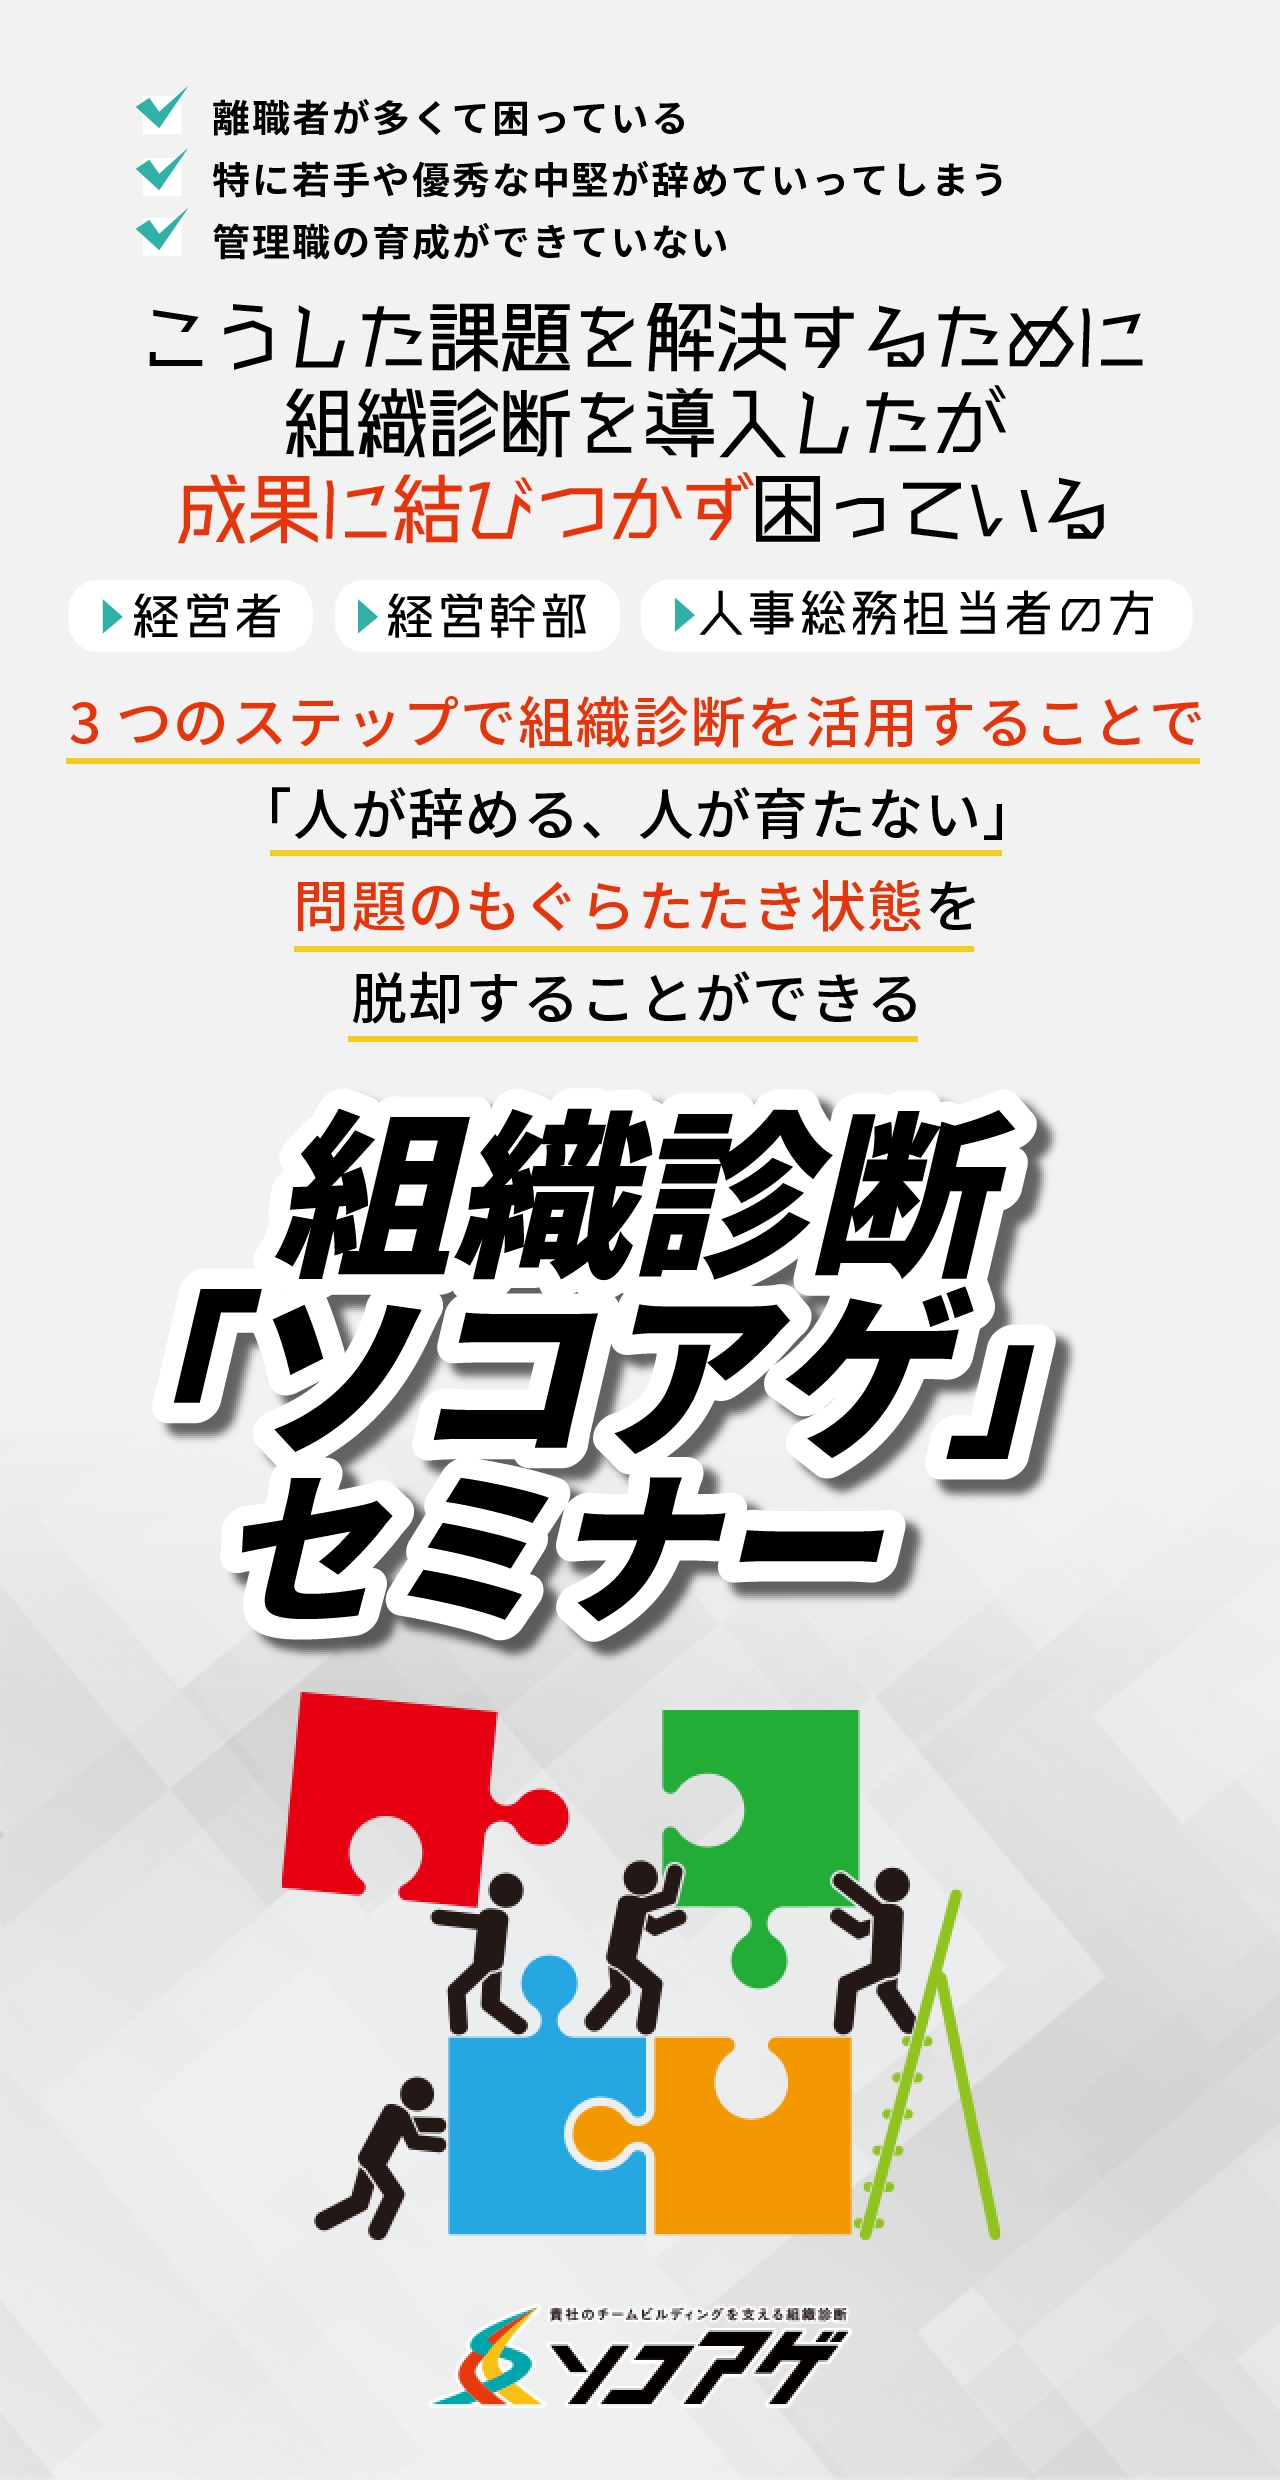 離職者が多くて困っている
特に若手や優秀な中堅が辞めていってしまう
管理職の育成ができていない
こうした課題を解決するために
組織診断を導入したが
成果に結びつかず困っている
経営者
経営幹部
人事総務担当者の方
3つのステップで組織診断を活用することで
「人が辞める、人が育たない」
問題のもぐらたたき状態を
脱却することができる
組織診断
「ソコアゲ」
セミナー
貴社のチームビルディングを支える組織診断
ソコアゲ